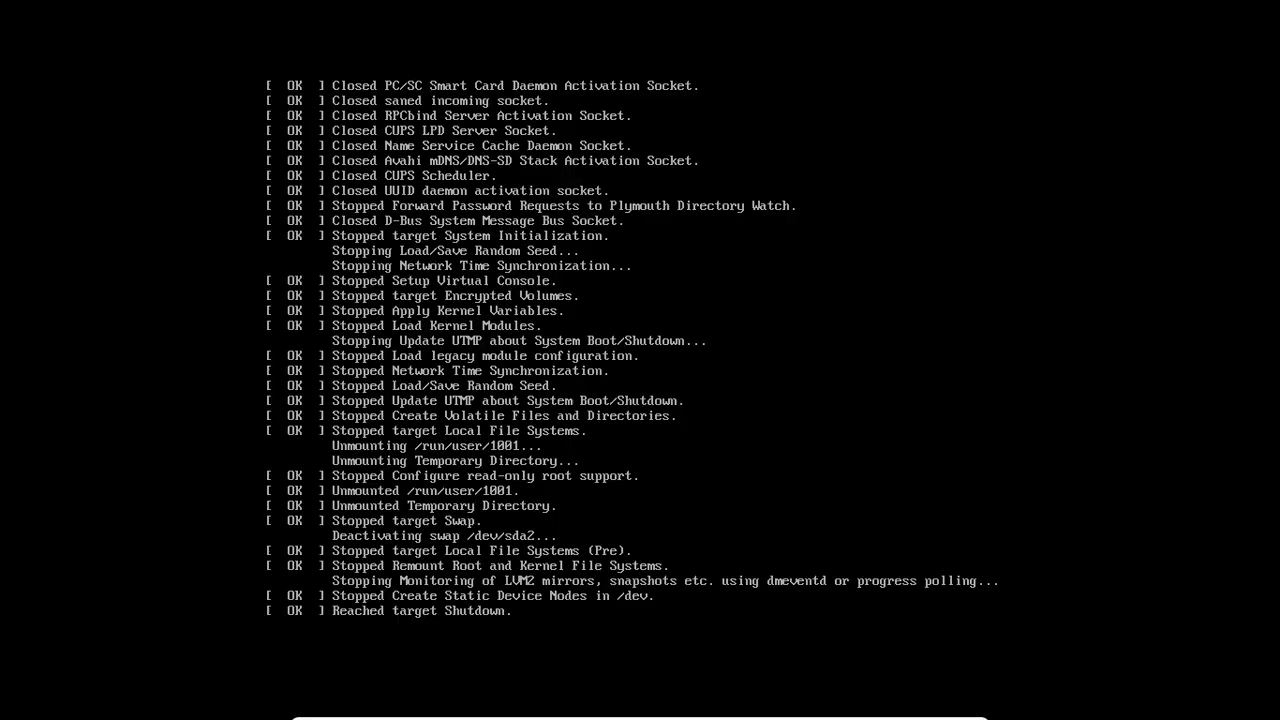 [  OK  ] Closed PC/SC Smart Card Daemon Activation Socket.
[  OK  ] Closed saned incoming socket.
[  OK  ] Closed RPCbind Server Activation Socket.
[  OK  ] Closed CUPS LPD Server Socket.
[  OK  ] Closed Name Service Cache Daemon Socket.
[  OK  ] Closed Avahi mDNS/DNS-SD Stack Activation Socket.
[  OK  ] Closed CUPS Scheduler.
[  OK  ] Closed UUID daemon activation socket.
[  OK  ] Stopped Forward Password Requests to Plymouth Directory Watch.
[  OK  ] Closed D-Bus System Message Bus Socket.
[  OK  ] Stopped target System Initialization.
Stopping Load/Save Random Seed...
Stopping Network Time Synchronization...
[  OK  ] Stopped Setup Virtual Console.
[  OK  ] Stopped target Encrypted Volumes.
[  OK  ] Stopped Apply Kernel Variables.
[  OK  ] Stopped Load Kernel Modules.
Stopping Update UTMP about System Boot/Shutdown...
[  OK  ] Stopped Load legacy module configuration.
[  OK  ] Stopped Network Time Synchronization.
[  OK  ] Stopped Load/Save Random Seed.
[  OK  ] Stopped Update UTMP about System Boot/Shutdown.
[  OK  ] Stopped Create Volatile Files and Directories.
[  OK  ] Stopped target Local File Systems.
Unmounting /run/user/1001...
Unmounting Temporary Directory...
[  OK  ] Stopped Configure read-only root support.
[  OK  ] Unmounted /run/user/1001.
[  OK  ] Unmounted Temporary Directory.
[  OK  ] Stopped target Swap.
Deactivating swap /dev/sda2...
[  OK  ] Stopped target Local File Systems (Pre).
[  OK  ] Stopped Remount Root and Kernel File Systems.
Stopping Monitoring of LVM2 mirrors, snapshots etc. using dmeventd or progress polling...
[  OK  ] Stopped Create Static Device Nodes in /dev.
[  OK  ] Reached target Shutdown.